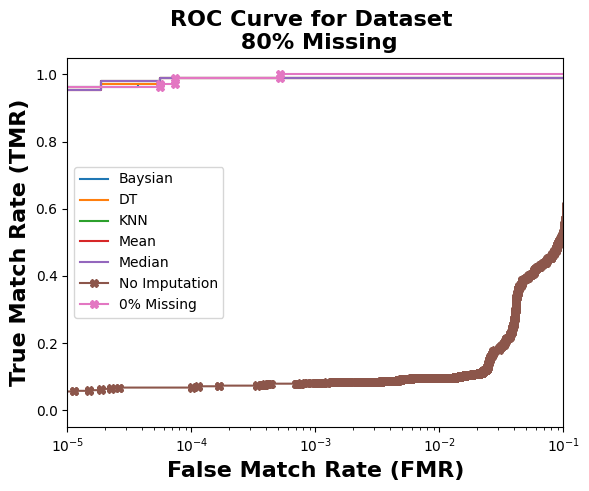 ROC Curve for Dataset
80% Missing
True Match Rate (TMR)
1.0
0.8
0.6
0.4
0.2
0.0
Baysian
DT
KNN
Mean
Median
No Imputation
0% Missing
10⁻⁵
10⁻⁴
10⁻³
10⁻²
10⁻¹
False Match Rate (FMR)